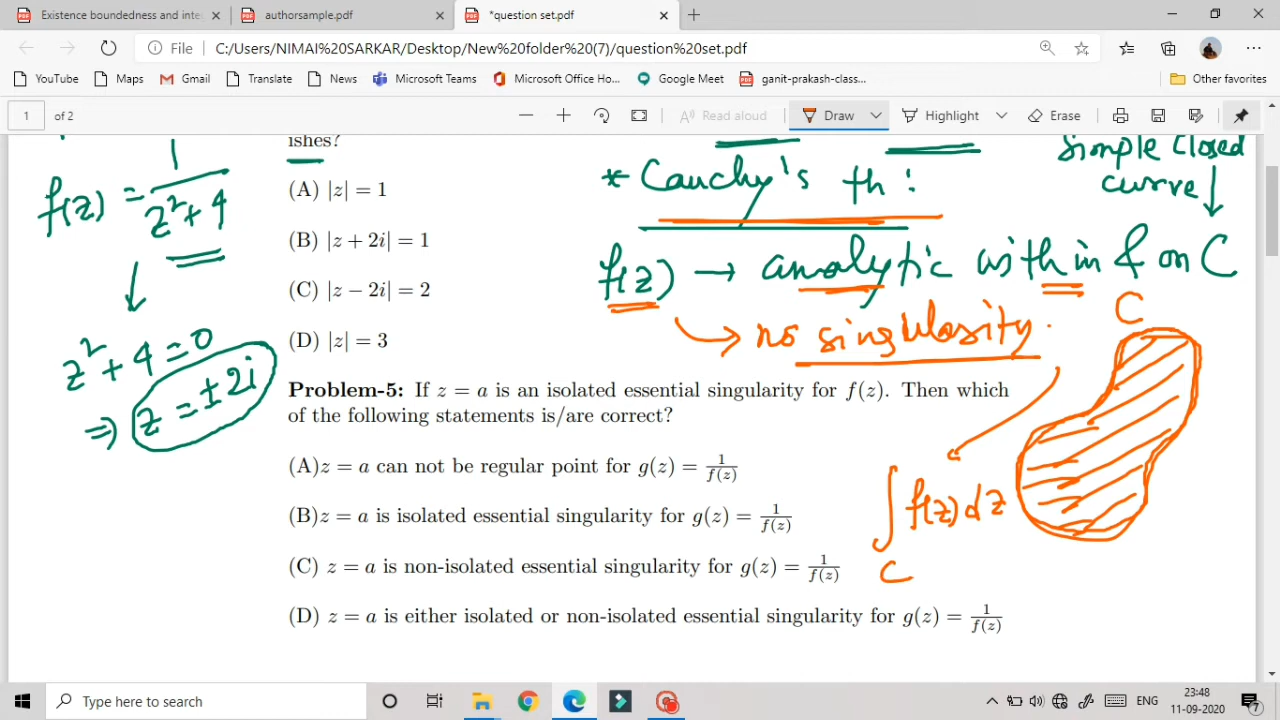 Existence boundedness and inte
authorsample.pdf
*question set.pdf
File C:/Users/NIMAI%20SARKAR/Desktop/New%20folder%20(7)/question%20set.pdf
YouTube Maps Gmail Translate News Microsoft Teams Microsoft Office Ho... Google Meet ganit-prakash-class... Other favorites
1 of 2 Read aloud Draw Highlight Erase
ishes?
(A) |z| = 1
(B) |z + 2i| = 1
(C) |z − 2i| = 2
(D) |z| = 3
f(z) = 1/(z²+4)
z²+4=0
⇒ z = ±2i
simple closed
curve
* Cauchy's th :
f(z) → analytic within & on C
→ no singularity.
C
Problem-5: If z = a is an isolated essential singularity for f(z). Then which
of the following statements is/are correct?
(A)z = a can not be regular point for g(z) = 1/f(z)
(B)z = a is isolated essential singularity for g(z) = 1/f(z)
(C) z = a is non-isolated essential singularity for g(z) = 1/f(z)
(D) z = a is either isolated or non-isolated essential singularity for g(z) = 1/f(z)
∫ f(z) dz
C
Type here to search
ENG
23:48
11-09-2020
7